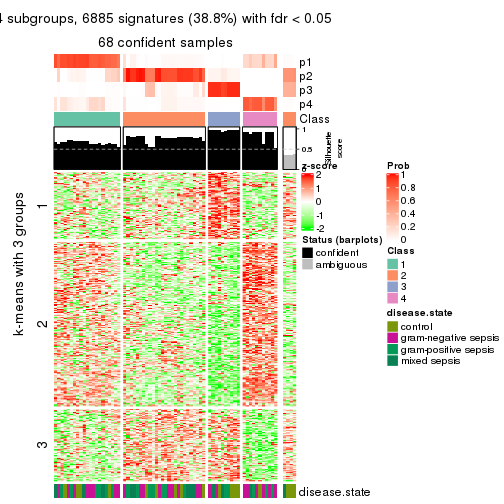 4 subgroups, 6885 signatures (38.8%) with fdr < 0.05
68 confident samples
p1
p2
p3
p4
Class
1
0.5
0
Silhouette
score
k-means with 3 groups
1
2
3
z-score
2
1
0
-1
-2
Status (barplots)
confident
ambiguous
Prob
1
0.8
0.6
0.4
0.2
0
Class
1
2
3
4
disease.state
control
gram-negative sepsis
gram-positive sepsis
mixed sepsis
disease.state